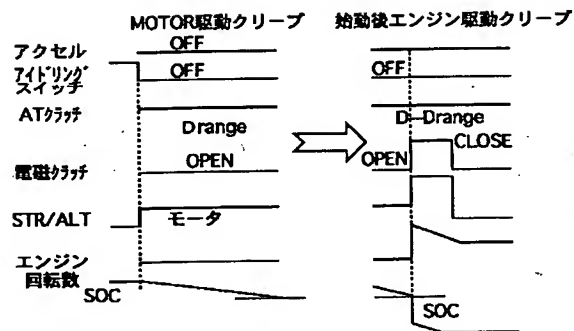 MOTOR駆動クリープ
始動後エンジン駆動クリープ
アクセル
OFF
アイドリング
スイッチ
OFF
OFF
ATクラッチ
Drange
D—Drange
電磁クラッチ
OPEN
OPEN
CLOSE
STR/ALT
モータ
エンジン
回転数
SOC
SOC